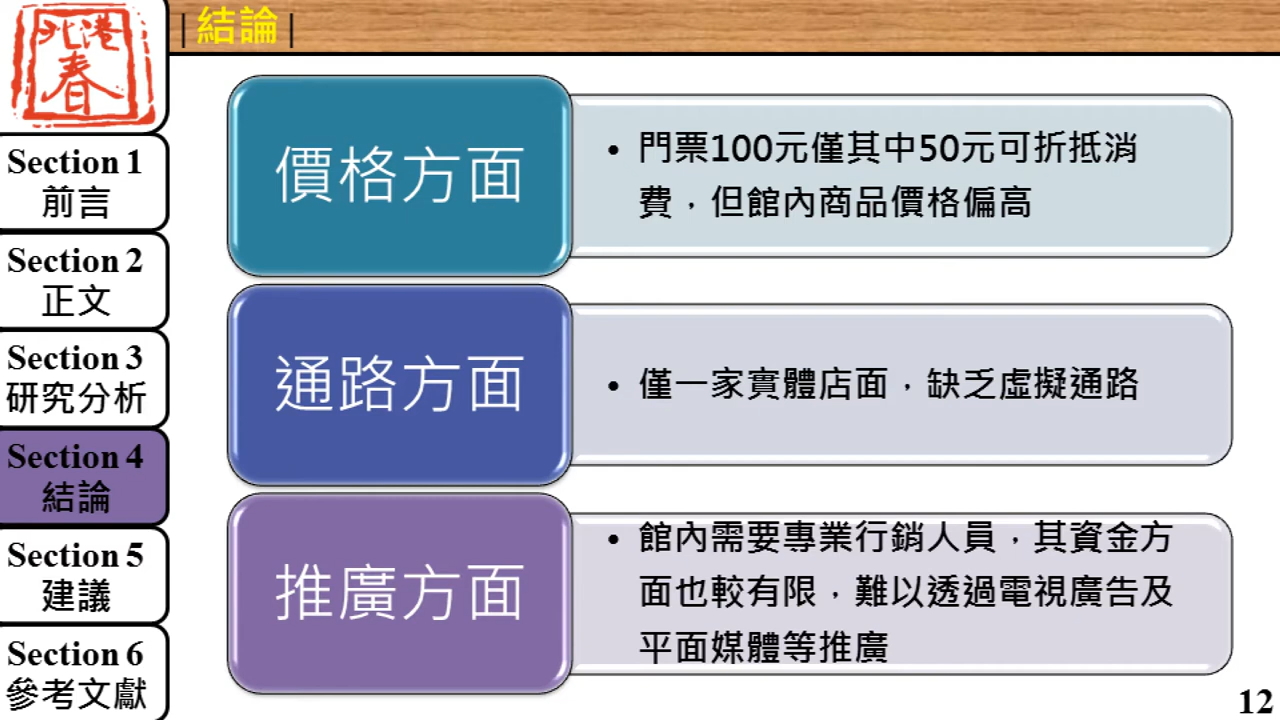 北港
春
|結論|
Section 1
前言
Section 2
正文
Section 3
研究分析
Section 4
結論
Section 5
建議
Section 6
參考文獻
價格方面
• 門票100元僅其中50元可折抵消
費，但館內商品價格偏高
通路方面
• 僅一家實體店面，缺乏虛擬通路
推廣方面
• 館內需要專業行銷人員，其資金方
面也較有限，難以透過電視廣告及
平面媒體等推廣
12